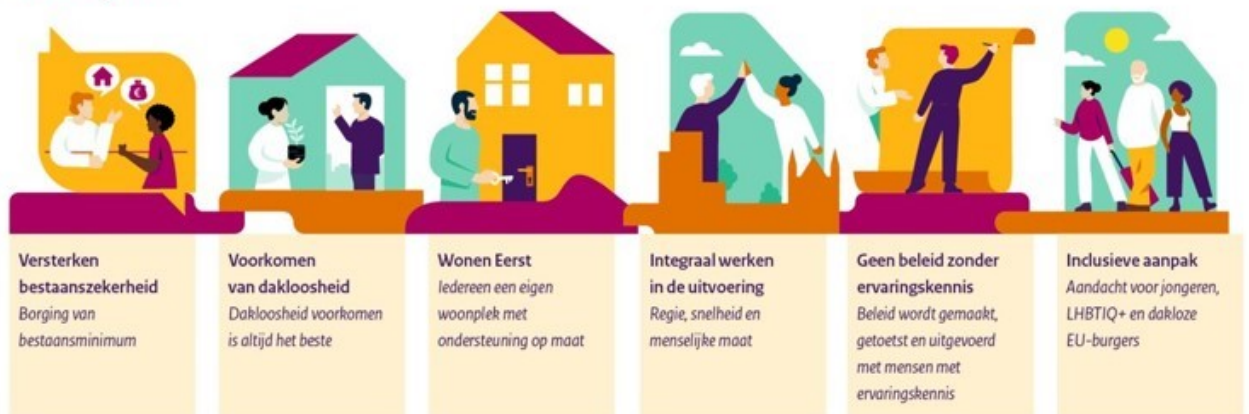 Versterken
bestaanszekerheid
Borging van
bestaansminimum
Voorkomen
van dakloosheid
Dakloosheid voorkomen
is altijd het beste
Wonen Eerst
Iedereen een eigen
woonplek met
ondersteuning op maat
Integraal werken
in de uitvoering
Regie, snelheid en
menselijke maat
Geen beleid zonder
ervaringskennis
Beleid wordt gemaakt,
getoetst en uitgevoerd
met mensen met
ervaringskennis
Inclusieve aanpak
Aandacht voor jongeren,
LHBTIQ+ en dakloze
EU-burgers